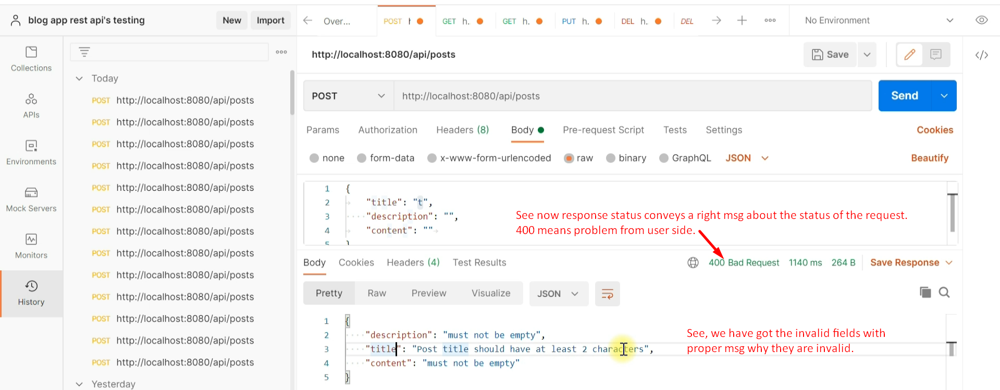 blog app rest api's testing
New
Import
Over...
POST h
GET h.
GET h.
PUT h.
DEL h.
DEL
No Environment
Collections
APIs
Environments
Mock Servers
Monitors
History
Today
POST http://localhost:8080/api/posts
POST http://localhost:8080/api/posts
POST http://localhost:8080/api/posts
POST http://localhost:8080/api/posts
POST http://localhost:8080/api/posts
POST http://localhost:8080/api/posts
POST http://localhost:8080/api/posts
POST http://localhost:8080/api/posts
POST http://localhost:8080/api/posts
POST http://localhost:8080/api/posts
POST http://localhost:8080/api/posts
POST http://localhost:8080/api/posts
POST http://localhost:8080/api/posts
Yesterday
http://localhost:8080/api/posts
Save
POST http://localhost:8080/api/posts
Send
Params Authorization Headers (8) Body Pre-request Script Tests Settings Cookies
none form-data x-www-form-urlencoded raw binary GraphQL JSON Beautify
1 {
2 "title": "t",
3 "description": "",
4 "content": ""
5 }
See now response status conveys a right msg about the status of the request.
400 means problem from user side.
Body Cookies Headers (4) Test Results 400 Bad Request 1140 ms 264 B Save Response
Pretty Raw Preview Visualize JSON
1 {
2 "description": "must not be empty",
3 "title": "Post title should have at least 2 characters",
4 "content": "must not be empty"
5 }
See, we have got the invalid fields with
proper msg why they are invalid.